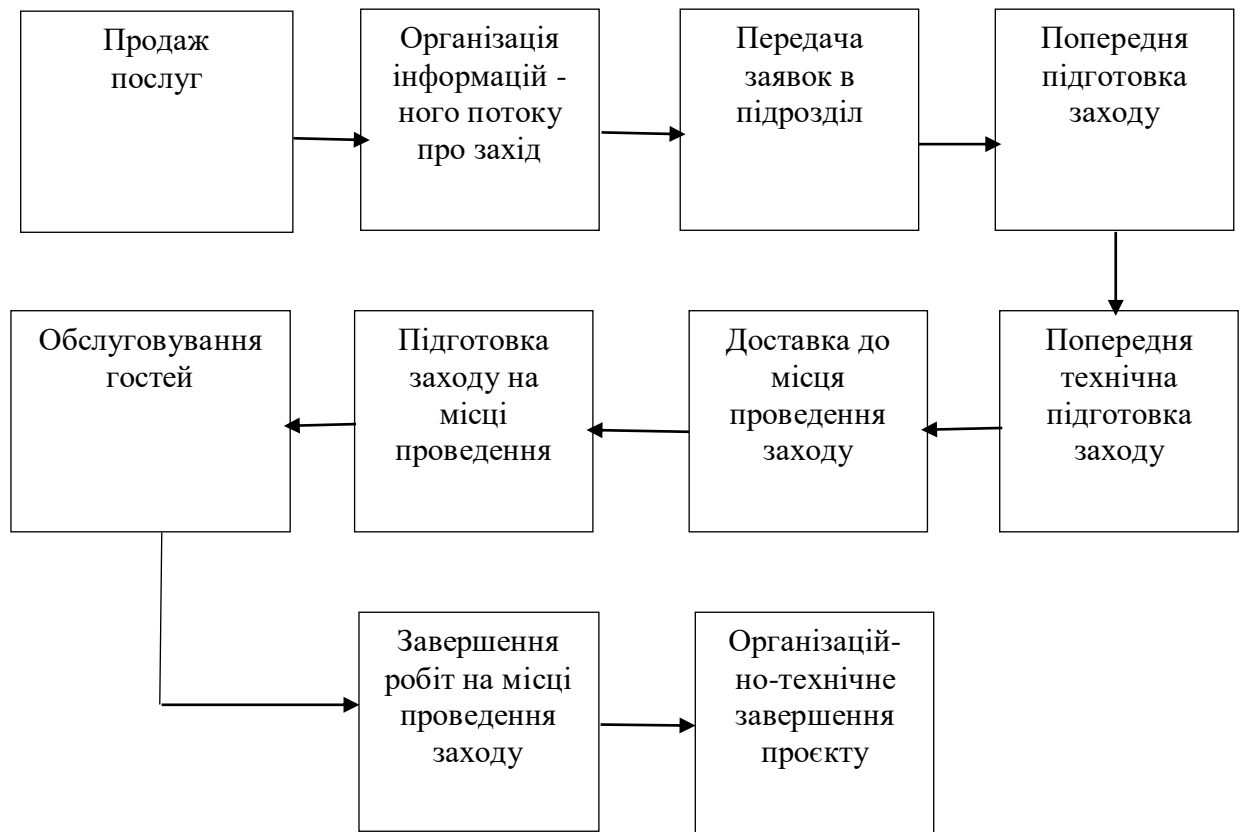 Продаж
послуг
Організація
інформацій -
ного потоку
про захід
Передача
заявок в
підрозділ
Попередня
підготовка
заходу
Попередня
технічна
підготовка
заходу
Доставка до
місця
проведення
заходу
Підготовка
заходу на
місці
проведення
Обслуговування
гостей
Завершення
робіт на місці
проведення
заходу
Організацій-
но-технічне
завершення
проєкту